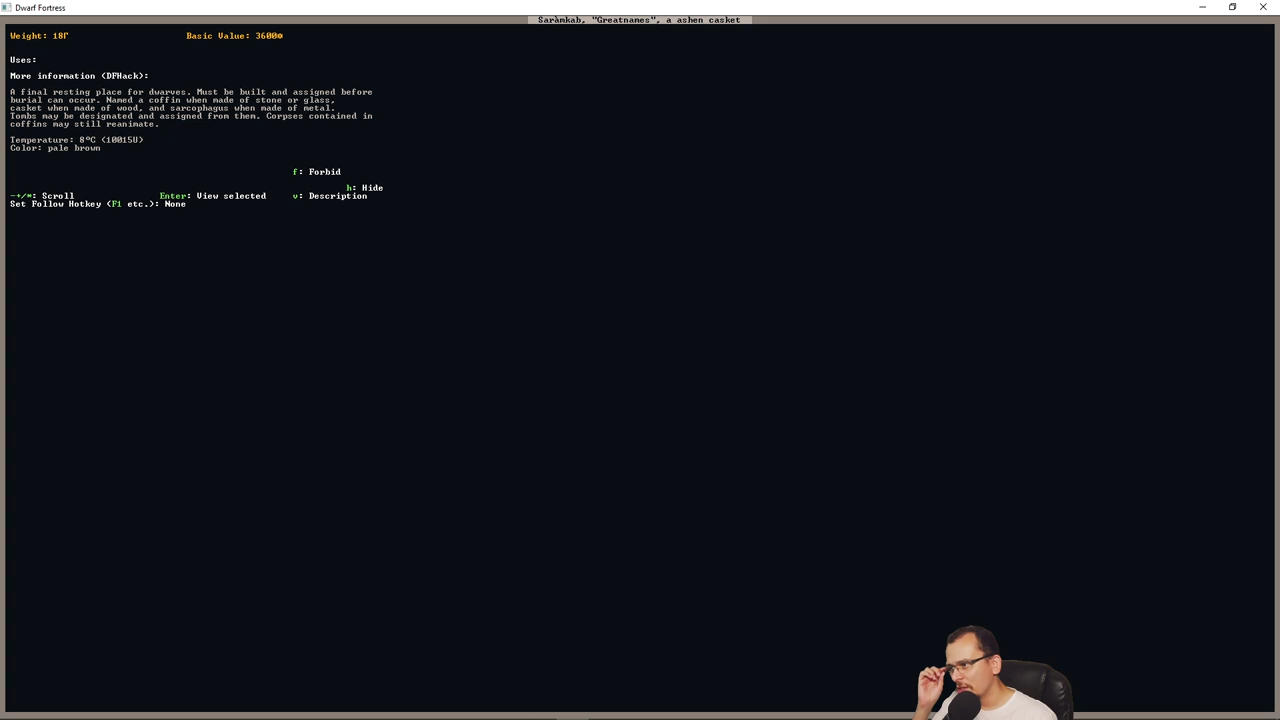 Dwarf Fortress
Saràmkab, "Greatnames", a ashen casket
Weight: 18Γ Basic Value: 3600☼
Uses:
More information (DFHack):
A final resting place for dwarves. Must be built and assigned before
burial can occur. Named a coffin when made of stone or glass,
casket when made of wood, and sarcophagus when made of metal.
Tombs may be designated and assigned from them. Corpses contained in
coffins may still reanimate.
Temperature: 8°C (10015U)
Color: pale brown
f: Forbid
h: Hide
-+/*: Scroll Enter: View selected v: Description
Set Follow Hotkey (F1 etc.): None